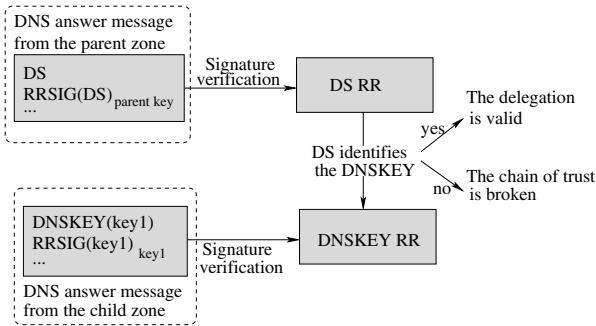 DNS answer message
from the parent zone
DS
RRSIG(DS) parent key
...
Signature
verification
DS RR
The delegation
is valid
yes
DS identifies
the DNSKEY
no
The chain of trust
is broken
DNSKEY(key1)
RRSIG(key1) key1
...
Signature
verification
DNSKEY RR
DNS answer message
from the child zone